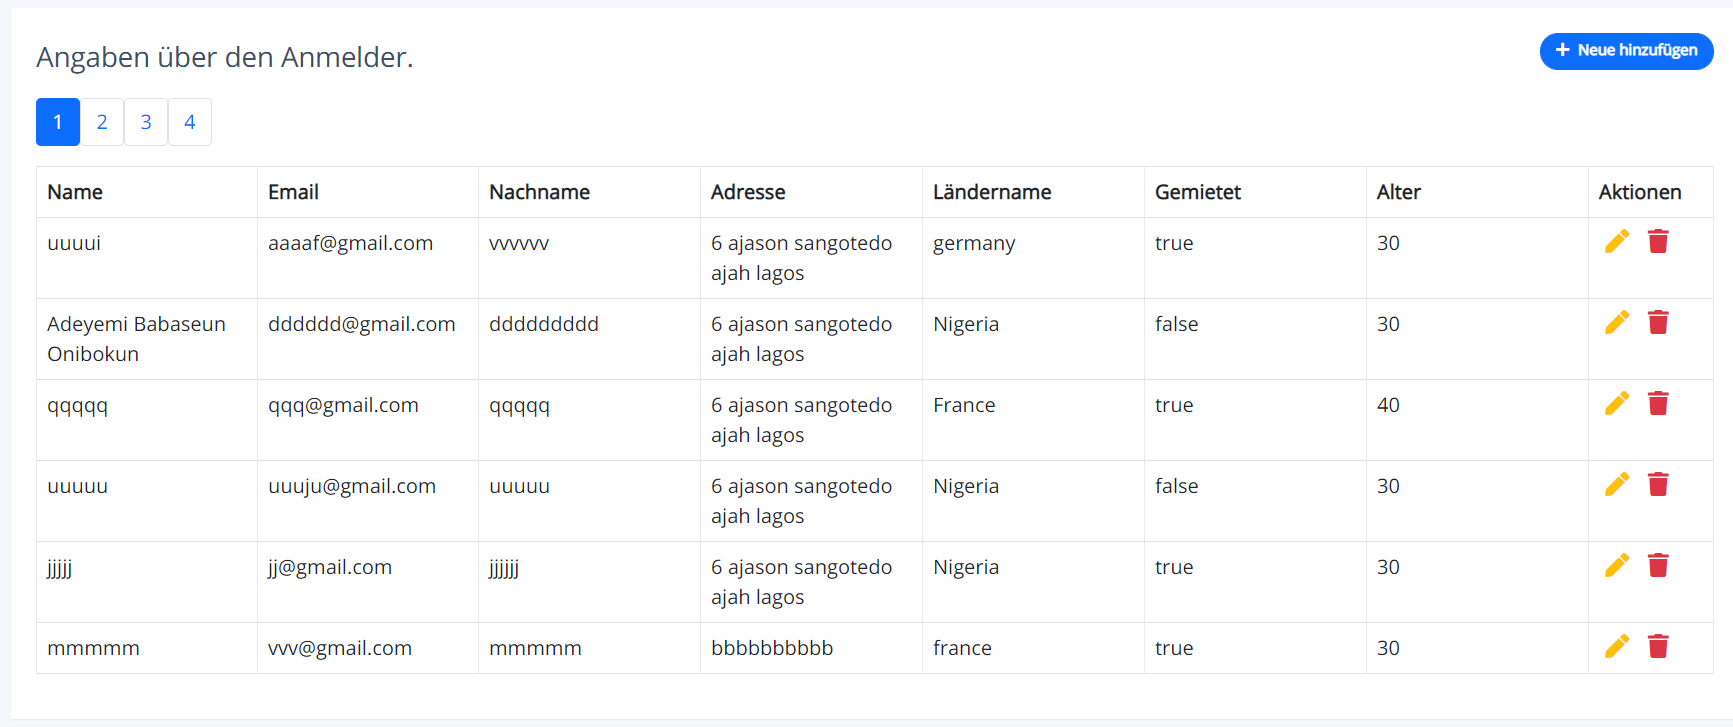 Angaben über den Anmelder.
+ Neue hinzufügen
1 2 3 4
Name Email Nachname Adresse Ländername Gemietet Alter Aktionen
uuuui aaaaf@gmail.com vvvvvv 6 ajason sangotedo germany true 30
ajah lagos
Adeyemi Babaseun dddddd@gmail.com ddddddddd 6 ajason sangotedo Nigeria false 30
Onibokun ajah lagos
qqqqq qqq@gmail.com qqqqq 6 ajason sangotedo France true 40
ajah lagos
uuuuu uuuju@gmail.com uuuuu 6 ajason sangotedo Nigeria false 30
ajah lagos
jjjjj jj@gmail.com jjjjjj 6 ajason sangotedo Nigeria true 30
ajah lagos
mmmmm vvv@gmail.com mmmmm bbbbbbbbbb france true 30